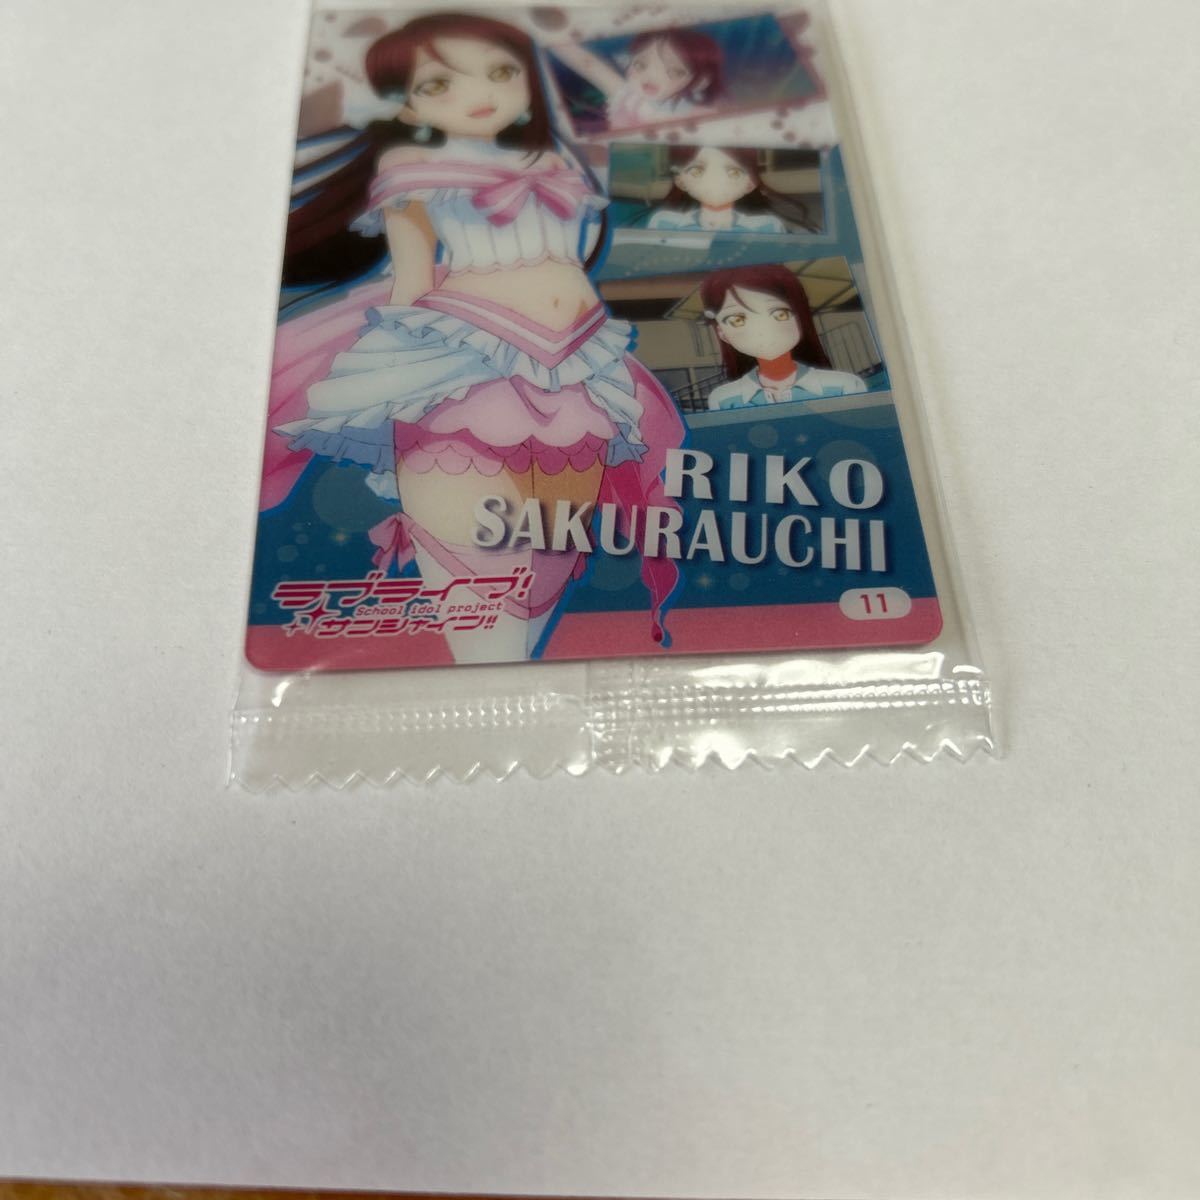 RIKO
SAKURAUCHI
ラブライブ!
School idol project
サンシャイン!!
11